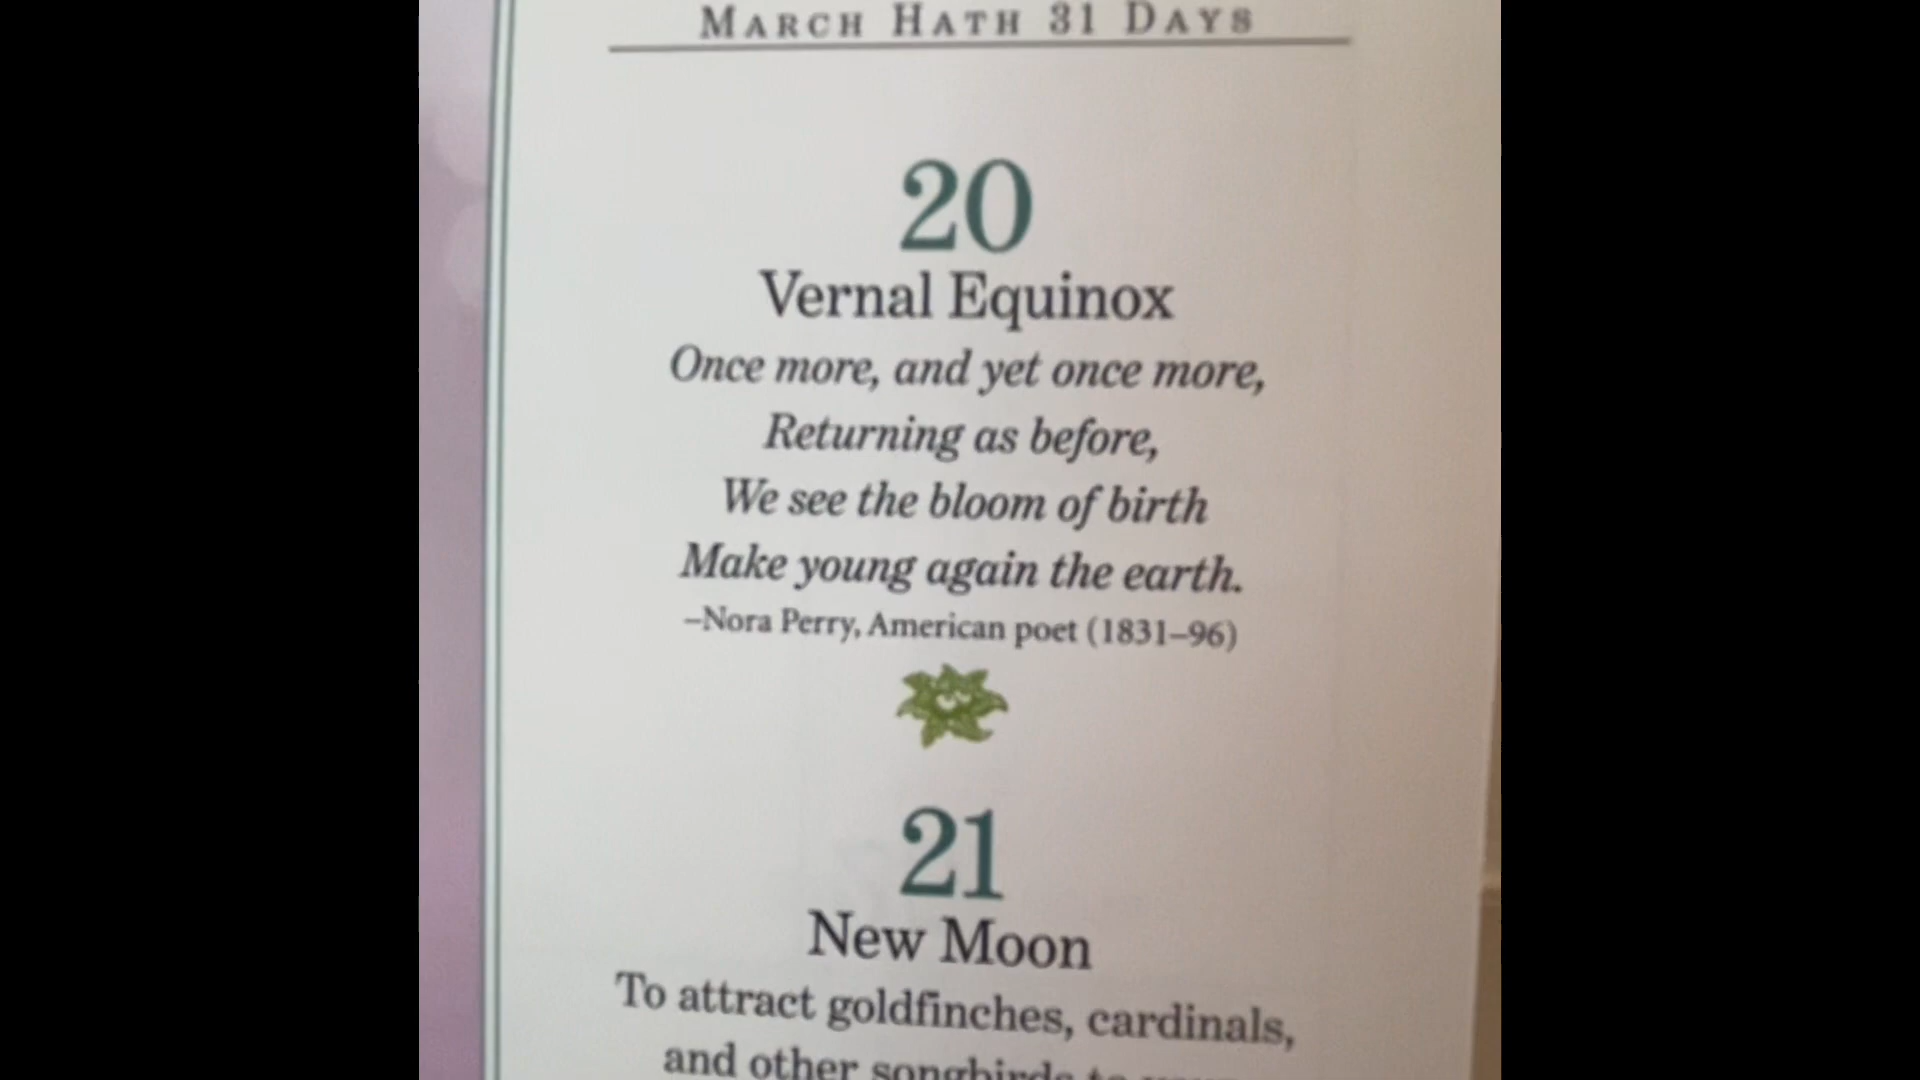 MARCH HATH 31 DAYS
20
Vernal Equinox
Once more, and yet once more,
Returning as before,
We see the bloom of birth
Make young again the earth.
–Nora Perry, American poet (1831–96)
21
New Moon
To attract goldfinches, cardinals,
and other songbirds to